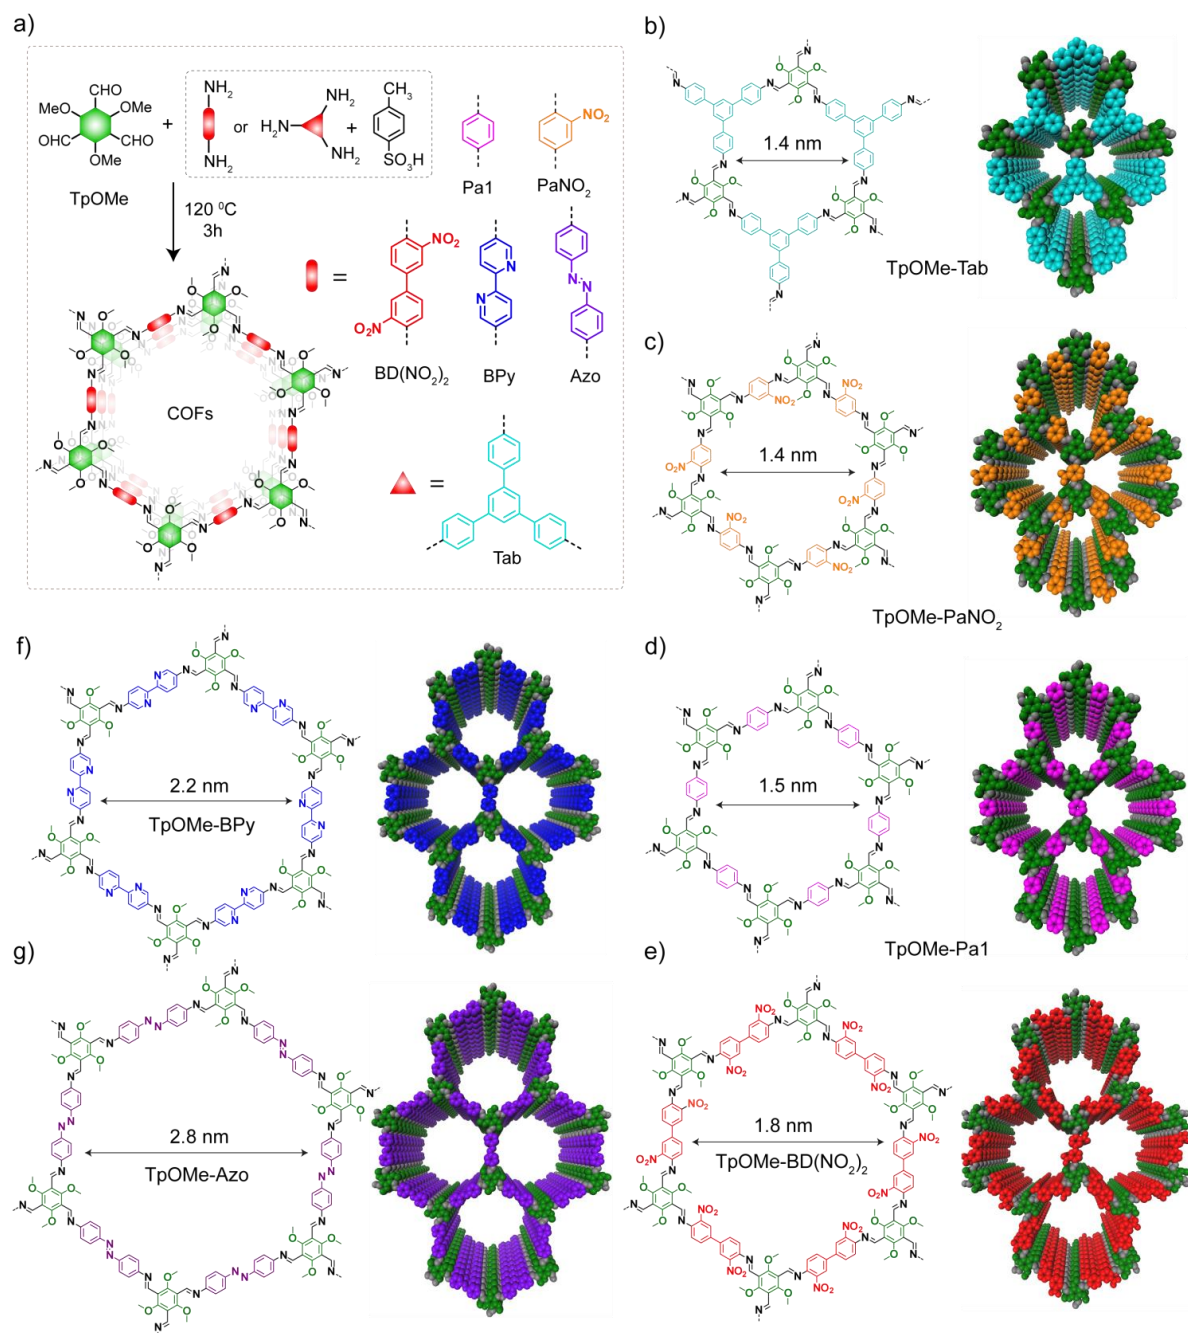 a)
CHO
MeO
OMe
OHC
CHO
OMe
TpOMe
+
NH2
NH2
or
NH2
H2N
NH2
+
CH3
SO3H
120 ⁰C
3h
Pa1
NO2
PaNO2
=
NO2
O2N
BD(NO2)2
N
N
BPy
N
N
Azo
COFs
=
Tab
b)
1.4 nm
TpOMe-Tab
c)
1.4 nm
TpOMe-PaNO2
f)
2.2 nm
TpOMe-BPy
d)
1.5 nm
TpOMe-Pa1
g)
2.8 nm
TpOMe-Azo
e)
1.8 nm
TpOMe-BD(NO2)2